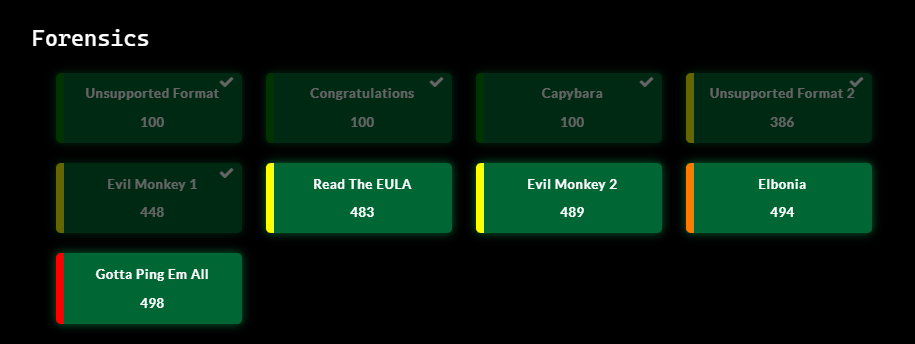 Forensics
Unsupported Format
100
Congratulations
100
Capybara
100
Unsupported Format 2
386
Evil Monkey 1
448
Read The EULA
483
Evil Monkey 2
489
Elbonia
494
Gotta Ping Em All
498